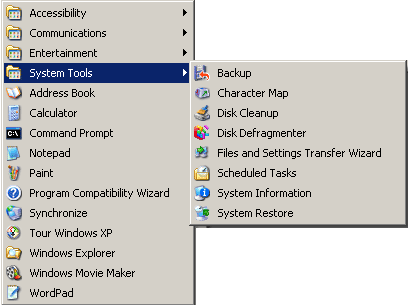 Accessibility
Communications
Entertainment
System Tools
Address Book
Calculator
C:\
Command Prompt
Notepad
Paint
Program Compatibility Wizard
Synchronize
Tour Windows XP
Windows Explorer
Windows Movie Maker
WordPad
Backup
Character Map
Disk Cleanup
Disk Defragmenter
Files and Settings Transfer Wizard
Scheduled Tasks
System Information
System Restore